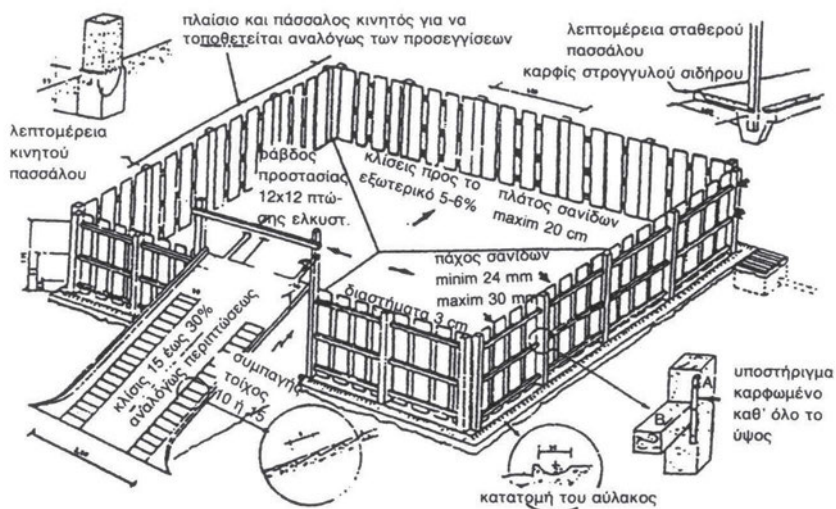 πλαίσιο και πάσσαλος κινητός για να
τοποθετείται αναλόγως των προσεγγίσεων
λεπτομέρεια σταθερού
πασσάλου
καρφίς στρογγυλού σιδήρου
λεπτομέρεια
κινητού
πασσάλου
ράβδος
προστασίας
12x12 πτώ-
σης ελκυστ.
κλίσεις προς το
εξωτερικό 5-6%
πλάτος σανίδων
maxim 20 cm
πάχος σανίδων
minim 24 mm
maxim 30 mm
διαστήματα 3 cm
κλίσις 15 έως 30%
αναλόγως περιπτώσεως
συμπαγής
τοίχος
10 ή 15
A
B
υποστήριγμα
καρφωμένο
καθ' όλο το
ύψος
κατατομή του αύλακος